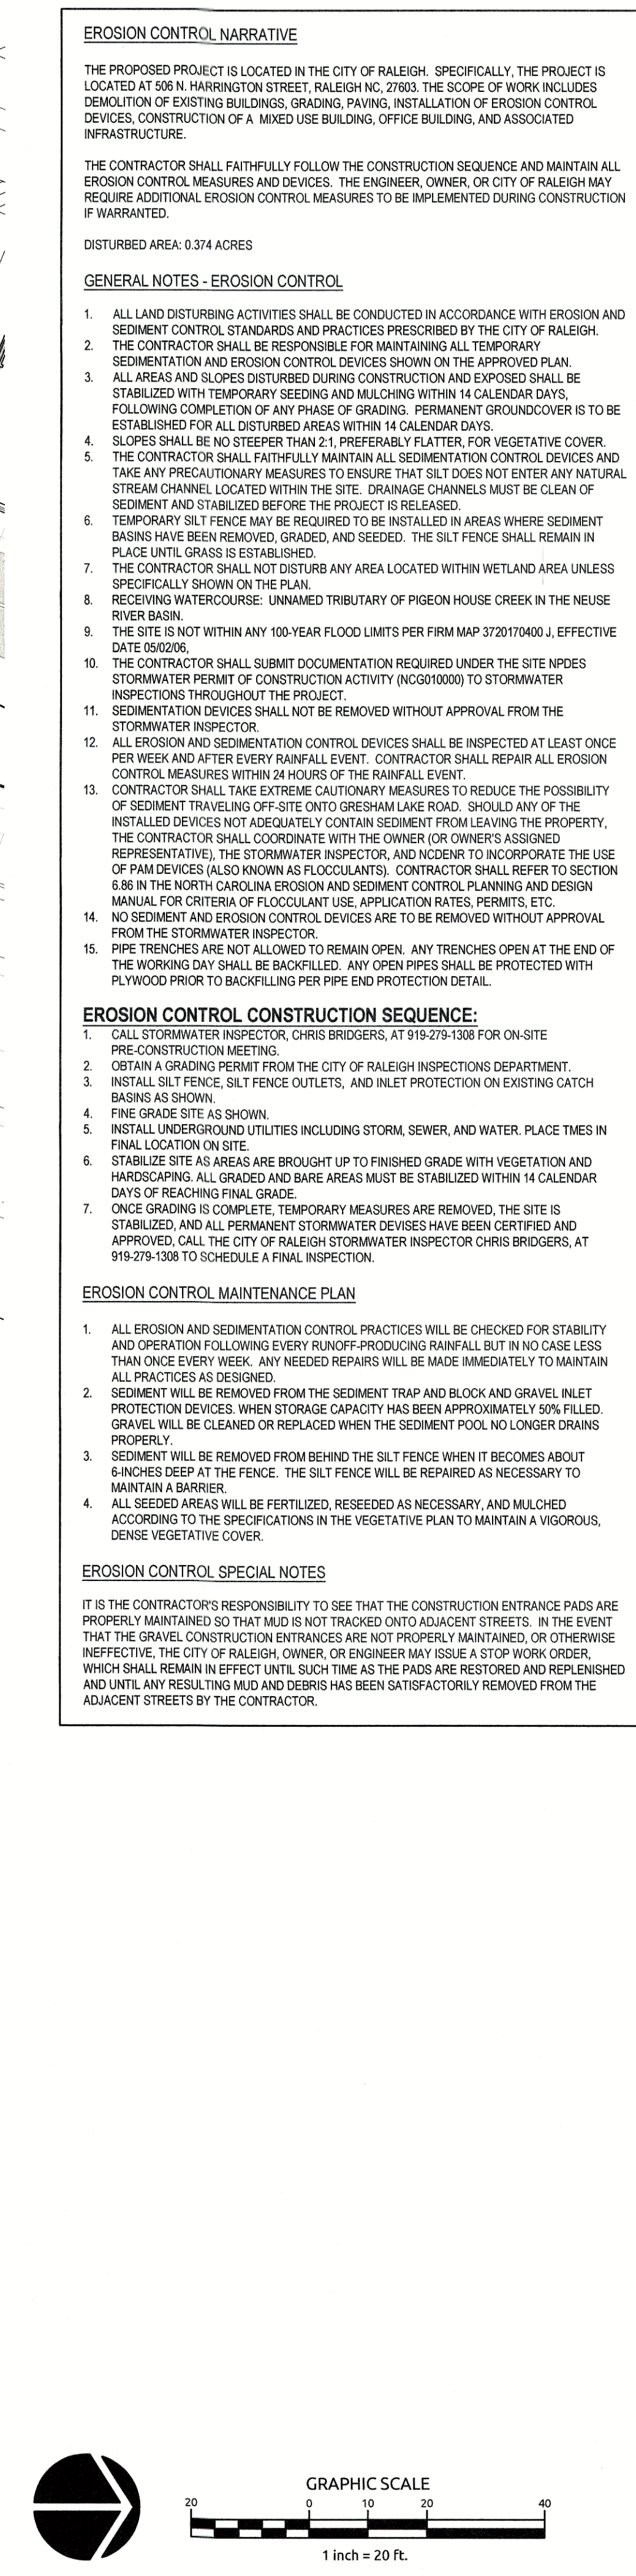 EROSION CONTROL NARRATIVE
THE PROPOSED PROJECT IS LOCATED IN THE CITY OF RALEIGH. SPECIFICALLY, THE PROJECT IS
LOCATED AT 506 N. HARRINGTON STREET, RALEIGH NC, 27603. THE SCOPE OF WORK INCLUDES
DEMOLITION OF EXISTING BUILDINGS, GRADING, PAVING, INSTALLATION OF EROSION CONTROL
DEVICES, CONSTRUCTION OF A MIXED USE BUILDING, OFFICE BUILDING, AND ASSOCIATED
INFRASTRUCTURE.
THE CONTRACTOR SHALL FAITHFULLY FOLLOW THE CONSTRUCTION SEQUENCE AND MAINTAIN ALL
EROSION CONTROL MEASURES AND DEVICES. THE ENGINEER, OWNER, OR CITY OF RALEIGH MAY
REQUIRE ADDITIONAL EROSION CONTROL MEASURES TO BE IMPLEMENTED DURING CONSTRUCTION
IF WARRANTED.
DISTURBED AREA: 0.374 ACRES
GENERAL NOTES - EROSION CONTROL
1. ALL LAND DISTURBING ACTIVITIES SHALL BE CONDUCTED IN ACCORDANCE WITH EROSION AND
SEDIMENT CONTROL STANDARDS AND PRACTICES PRESCRIBED BY THE CITY OF RALEIGH.
2. THE CONTRACTOR SHALL BE RESPONSIBLE FOR MAINTAINING ALL TEMPORARY
SEDIMENTATION AND EROSION CONTROL DEVICES SHOWN ON THE APPROVED PLAN.
3. ALL AREAS AND SLOPES DISTURBED DURING CONSTRUCTION AND EXPOSED SHALL BE
STABILIZED WITH TEMPORARY SEEDING AND MULCHING WITHIN 14 CALENDAR DAYS,
FOLLOWING COMPLETION OF ANY PHASE OF GRADING. PERMANENT GROUNDCOVER IS TO BE
ESTABLISHED FOR ALL DISTURBED AREAS WITHIN 14 CALENDAR DAYS.
4. SLOPES SHALL BE NO STEEPER THAN 2:1, PREFERABLY FLATTER, FOR VEGETATIVE COVER.
5. THE CONTRACTOR SHALL FAITHFULLY MAINTAIN ALL SEDIMENTATION CONTROL DEVICES AND
TAKE ANY PRECAUTIONARY MEASURES TO ENSURE THAT SILT DOES NOT ENTER ANY NATURAL
STREAM CHANNEL LOCATED WITHIN THE SITE. DRAINAGE CHANNELS MUST BE CLEAN OF
SEDIMENT AND STABILIZED BEFORE THE PROJECT IS RELEASED.
6. TEMPORARY SILT FENCE MAY BE REQUIRED TO BE INSTALLED IN AREAS WHERE SEDIMENT
BASINS HAVE BEEN REMOVED, GRADED, AND SEEDED. THE SILT FENCE SHALL REMAIN IN
PLACE UNTIL GRASS IS ESTABLISHED.
7. THE CONTRACTOR SHALL NOT DISTURB ANY AREA LOCATED WITHIN WETLAND AREA UNLESS
SPECIFICALLY SHOWN ON THE PLAN.
8. RECEIVING WATERCOURSE: UNNAMED TRIBUTARY OF PIGEON HOUSE CREEK IN THE NEUSE
RIVER BASIN.
9. THE SITE IS NOT WITHIN ANY 100-YEAR FLOOD LIMITS PER FIRM MAP 3720170400 J, EFFECTIVE
DATE 05/02/06,
10. THE CONTRACTOR SHALL SUBMIT DOCUMENTATION REQUIRED UNDER THE SITE NPDES
STORMWATER PERMIT OF CONSTRUCTION ACTIVITY (NCG010000) TO STORMWATER
INSPECTIONS THROUGHOUT THE PROJECT.
11. SEDIMENTATION DEVICES SHALL NOT BE REMOVED WITHOUT APPROVAL FROM THE
STORMWATER INSPECTOR.
12. ALL EROSION AND SEDIMENTATION CONTROL DEVICES SHALL BE INSPECTED AT LEAST ONCE
PER WEEK AND AFTER EVERY RAINFALL EVENT. CONTRACTOR SHALL REPAIR ALL EROSION
CONTROL MEASURES WITHIN 24 HOURS OF THE RAINFALL EVENT.
13. CONTRACTOR SHALL TAKE EXTREME CAUTIONARY MEASURES TO REDUCE THE POSSIBILITY
OF SEDIMENT TRAVELING OFF-SITE ONTO GRESHAM LAKE ROAD. SHOULD ANY OF THE
INSTALLED DEVICES NOT ADEQUATELY CONTAIN SEDIMENT FROM LEAVING THE PROPERTY,
THE CONTRACTOR SHALL COORDINATE WITH THE OWNER (OR OWNER'S ASSIGNED
REPRESENTATIVE), THE STORMWATER INSPECTOR, AND NCDENR TO INCORPORATE THE USE
OF PAM DEVICES (ALSO KNOWN AS FLOCCULANTS). CONTRACTOR SHALL REFER TO SECTION
6.86 IN THE NORTH CAROLINA EROSION AND SEDIMENT CONTROL PLANNING AND DESIGN
MANUAL FOR CRITERIA OF FLOCCULANT USE, APPLICATION RATES, PERMITS, ETC.
14. NO SEDIMENT AND EROSION CONTROL DEVICES ARE TO BE REMOVED WITHOUT APPROVAL
FROM THE STORMWATER INSPECTOR.
15. PIPE TRENCHES ARE NOT ALLOWED TO REMAIN OPEN. ANY TRENCHES OPEN AT THE END OF
THE WORKING DAY SHALL BE BACKFILLED. ANY OPEN PIPES SHALL BE PROTECTED WITH
PLYWOOD PRIOR TO BACKFILLING PER PIPE END PROTECTION DETAIL.
EROSION CONTROL CONSTRUCTION SEQUENCE:
1. CALL STORMWATER INSPECTOR, CHRIS BRIDGERS, AT 919-279-1308 FOR ON-SITE
PRE-CONSTRUCTION MEETING.
2. OBTAIN A GRADING PERMIT FROM THE CITY OF RALEIGH INSPECTIONS DEPARTMENT.
3. INSTALL SILT FENCE, SILT FENCE OUTLETS, AND INLET PROTECTION ON EXISTING CATCH
BASINS AS SHOWN.
4. FINE GRADE SITE AS SHOWN.
5. INSTALL UNDERGROUND UTILITIES INCLUDING STORM, SEWER, AND WATER. PLACE TMES IN
FINAL LOCATION ON SITE.
6. STABILIZE SITE AS AREAS ARE BROUGHT UP TO FINISHED GRADE WITH VEGETATION AND
HARDSCAPING. ALL GRADED AND BARE AREAS MUST BE STABILIZED WITHIN 14 CALENDAR
DAYS OF REACHING FINAL GRADE.
7. ONCE GRADING IS COMPLETE, TEMPORARY MEASURES ARE REMOVED, THE SITE IS
STABILIZED, AND ALL PERMANENT STORMWATER DEVISES HAVE BEEN CERTIFIED AND
APPROVED, CALL THE CITY OF RALEIGH STORMWATER INSPECTOR CHRIS BRIDGERS, AT
919-279-1308 TO SCHEDULE A FINAL INSPECTION.
EROSION CONTROL MAINTENANCE PLAN
1. ALL EROSION AND SEDIMENTATION CONTROL PRACTICES WILL BE CHECKED FOR STABILITY
AND OPERATION FOLLOWING EVERY RUNOFF-PRODUCING RAINFALL BUT IN NO CASE LESS
THAN ONCE EVERY WEEK. ANY NEEDED REPAIRS WILL BE MADE IMMEDIATELY TO MAINTAIN
ALL PRACTICES AS DESIGNED.
2. SEDIMENT WILL BE REMOVED FROM THE SEDIMENT TRAP AND BLOCK AND GRAVEL INLET
PROTECTION DEVICES. WHEN STORAGE CAPACITY HAS BEEN APPROXIMATELY 50% FILLED.
GRAVEL WILL BE CLEANED OR REPLACED WHEN THE SEDIMENT POOL NO LONGER DRAINS
PROPERLY.
3. SEDIMENT WILL BE REMOVED FROM BEHIND THE SILT FENCE WHEN IT BECOMES ABOUT
6-INCHES DEEP AT THE FENCE. THE SILT FENCE WILL BE REPAIRED AS NECESSARY TO
MAINTAIN A BARRIER.
4. ALL SEEDED AREAS WILL BE FERTILIZED, RESEEDED AS NECESSARY, AND MULCHED
ACCORDING TO THE SPECIFICATIONS IN THE VEGETATIVE PLAN TO MAINTAIN A VIGOROUS,
DENSE VEGETATIVE COVER.
EROSION CONTROL SPECIAL NOTES
IT IS THE CONTRACTOR'S RESPONSIBILITY TO SEE THAT THE CONSTRUCTION ENTRANCE PADS ARE
PROPERLY MAINTAINED SO THAT MUD IS NOT TRACKED ONTO ADJACENT STREETS. IN THE EVENT
THAT THE GRAVEL CONSTRUCTION ENTRANCES ARE NOT PROPERLY MAINTAINED, OR OTHERWISE
INEFFECTIVE, THE CITY OF RALEIGH, OWNER, OR ENGINEER MAY ISSUE A STOP WORK ORDER,
WHICH SHALL REMAIN IN EFFECT UNTIL SUCH TIME AS THE PADS ARE RESTORED AND REPLENISHED
AND UNTIL ANY RESULTING MUD AND DEBRIS HAS BEEN SATISFACTORILY REMOVED FROM THE
ADJACENT STREETS BY THE CONTRACTOR.
GRAPHIC SCALE
20 0 10 20 40
1 inch = 20 ft.